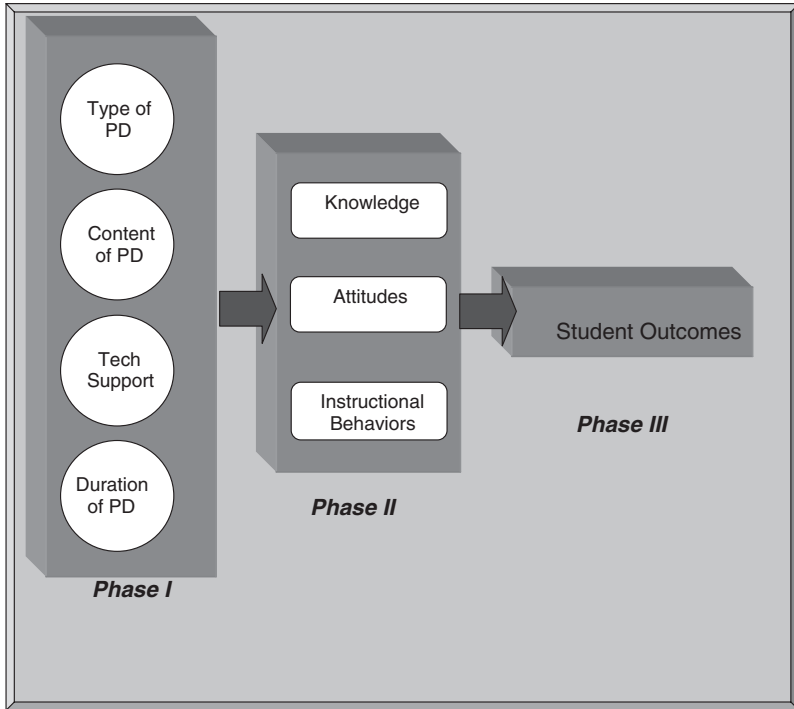 Type of
PD
Content
of PD
Tech
Support
Duration
of PD
Phase I
Knowledge
Attitudes
Instructional
Behaviors
Phase II
Student Outcomes
Phase III